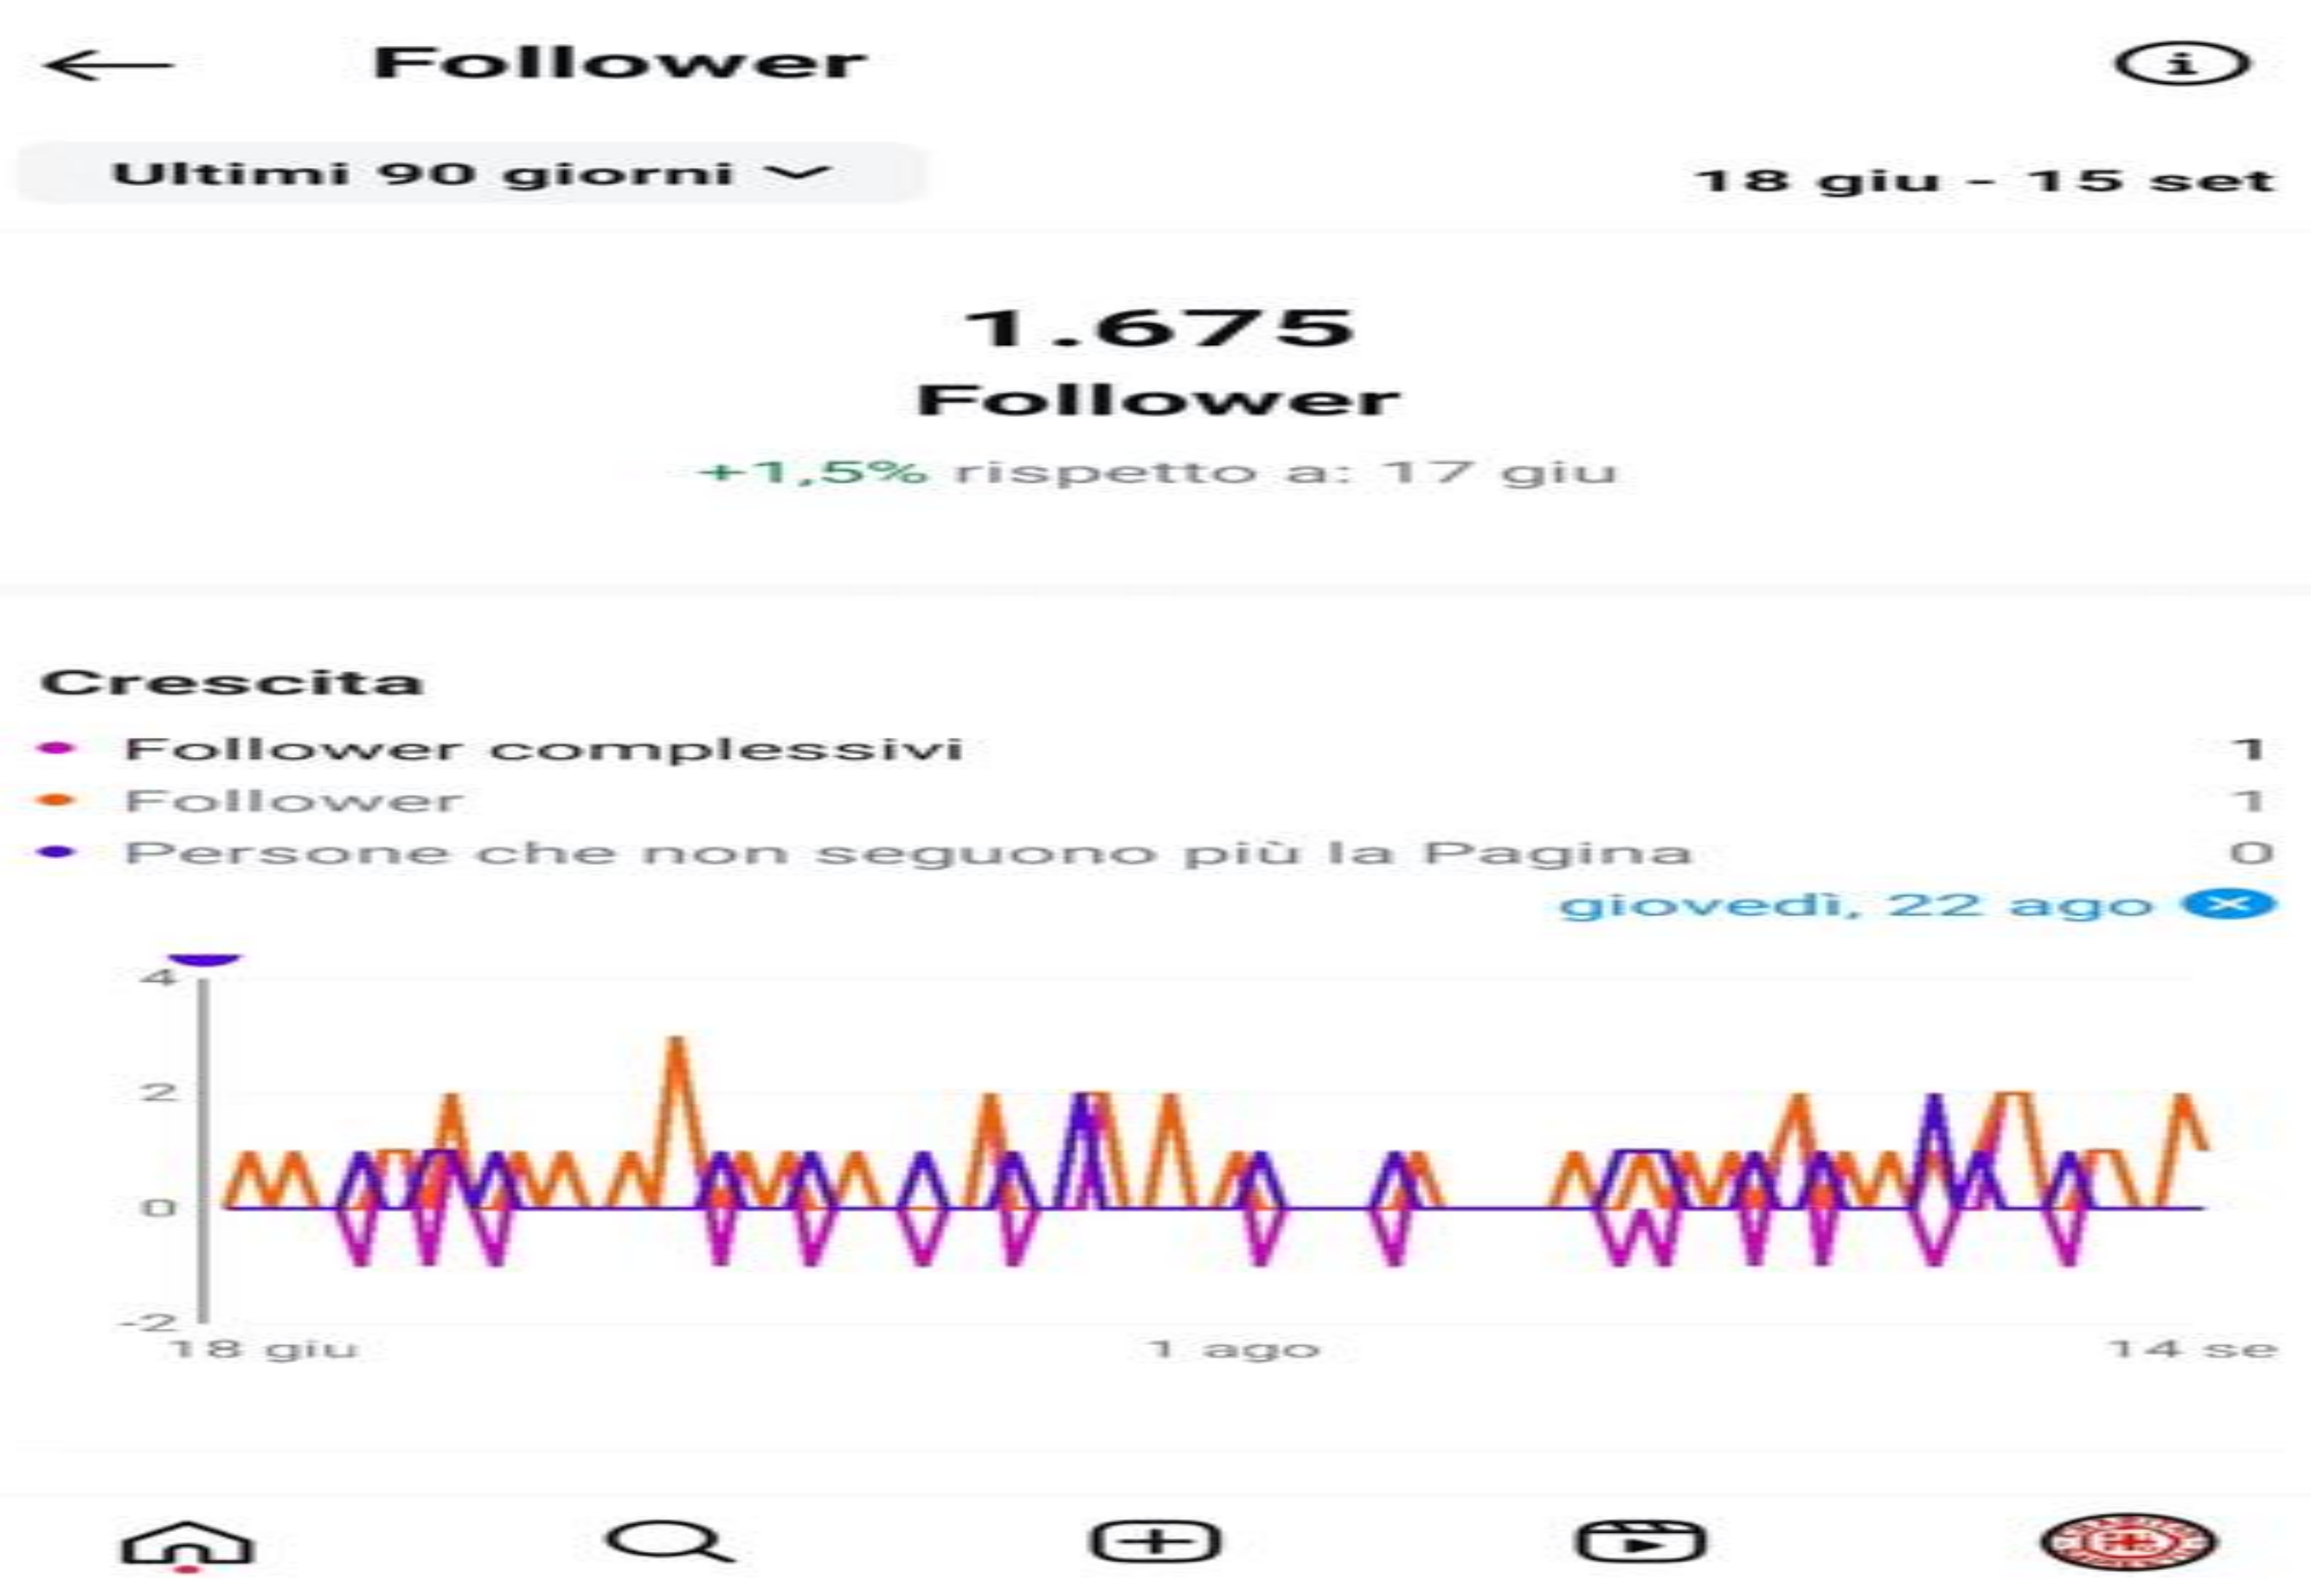 Follower
Ultimi 90 giorni
18 giu - 15 set
1.675
Follower
+1,5% rispetto a: 17 giu
Crescita
Follower complessivi 1
Follower 1
Persone che non seguono più la Pagina 0
giovedì, 22 ago
4
2
0
-2
18 giu 1 ago 14 se